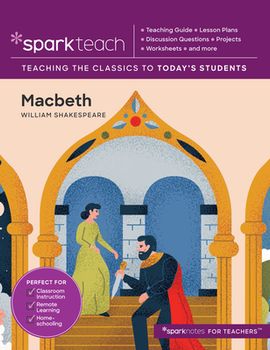 *sparkteach
• Teaching Guide • Lesson Plans
• Discussion Questions • Projects
• Worksheets • and more
TEACHING THE CLASSICS TO TODAY'S STUDENTS
Macbeth
WILLIAM SHAKESPEARE
PERFECT FOR
Classroom
Instruction
Remote
Learning
Home-
schooling
*sparknotes FOR TEACHERS™